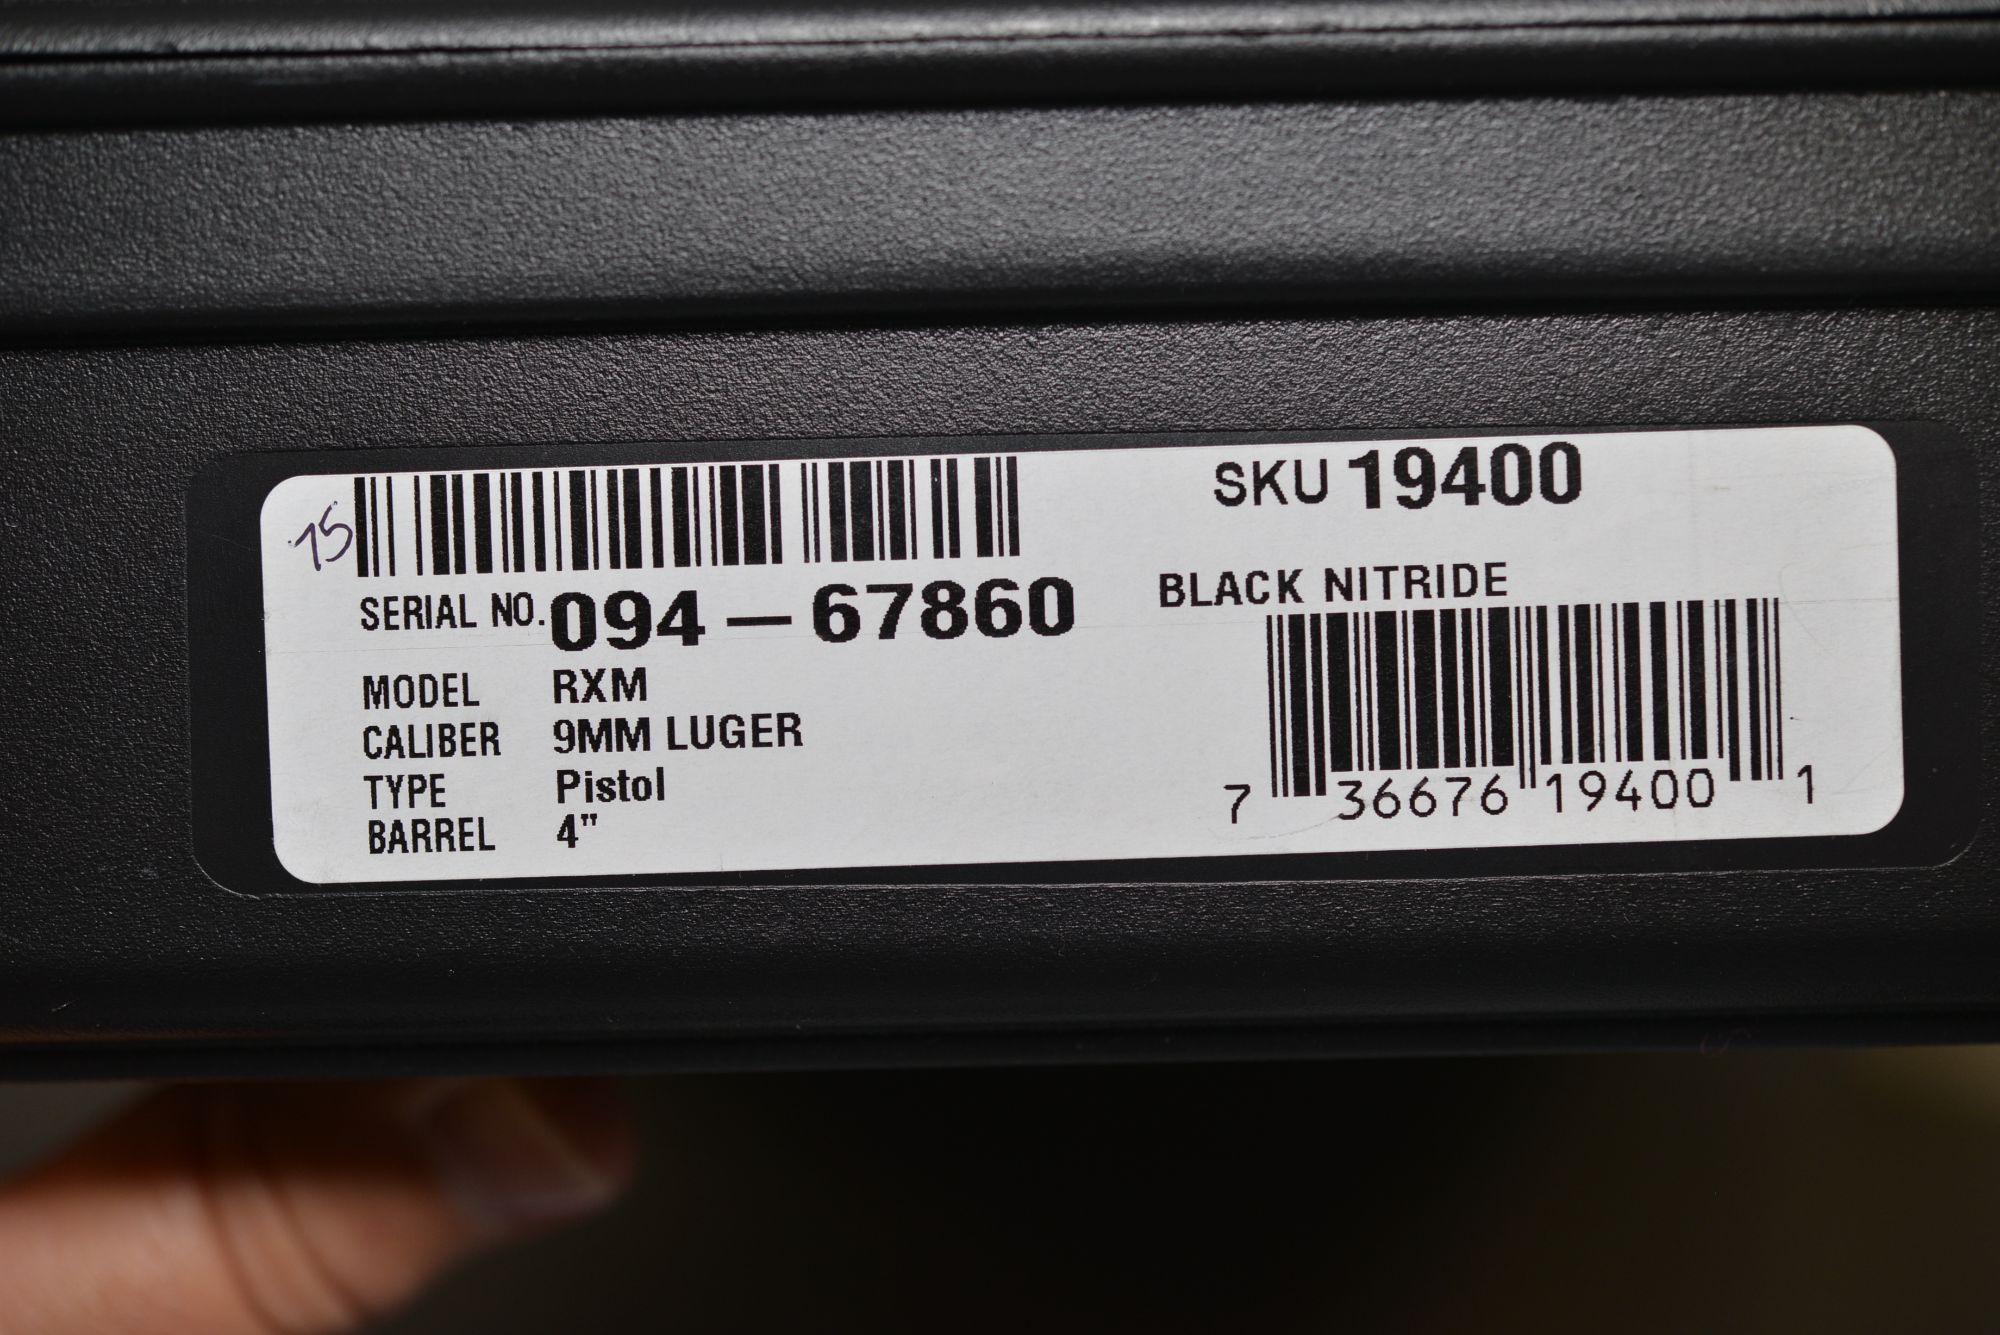 75
SERIAL NO. 094-67860
MODEL RXM
CALIBER 9MM LUGER
TYPE Pistol
BARREL 4"
SKU 19400
BLACK NITRIDE
7 36676 19400 1